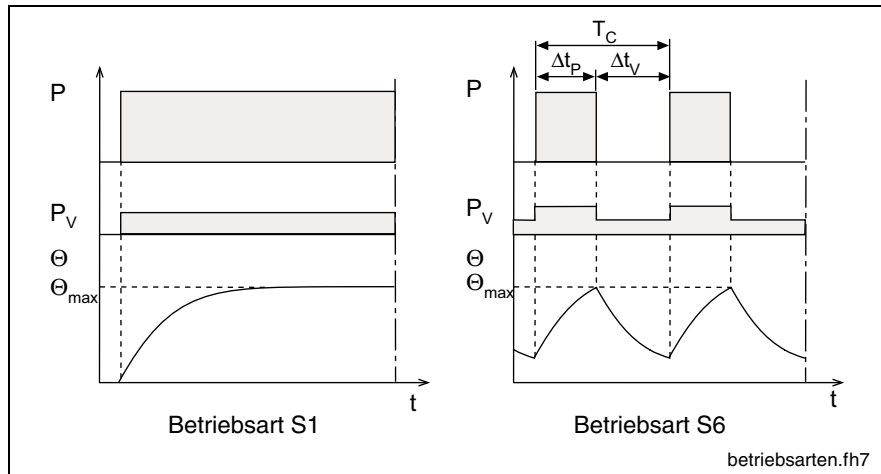 T_C
Δt_P Δt_V
P
P
P_V
P_V
Θ
Θ_max
Θ
Θ_max
t
t
Betriebsart S1
Betriebsart S6
betriebsarten.fh7